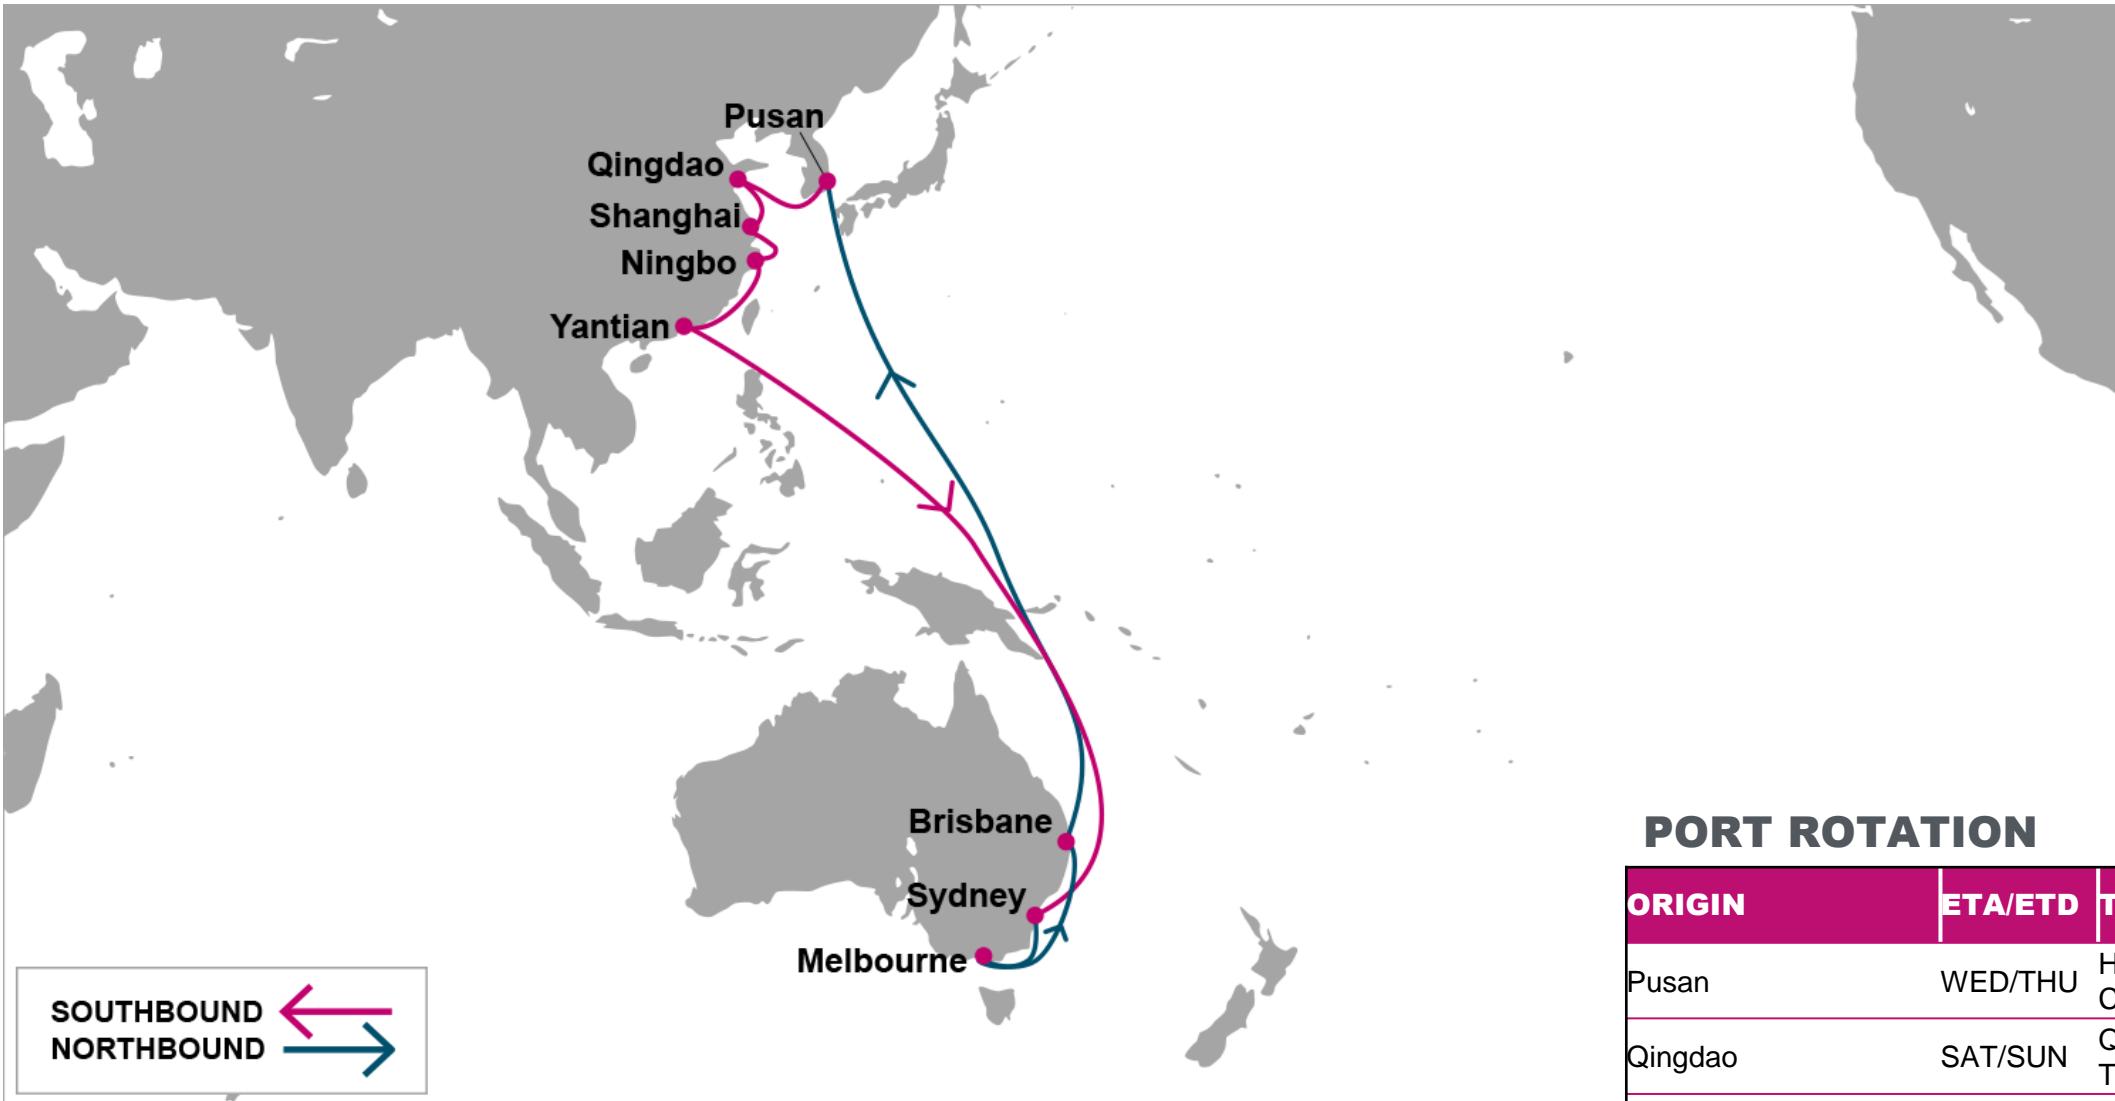 Pusan
Qingdao
Shanghai
Ningbo
Yantian
Brisbane
Sydney
Melbourne
SOUTHBOUND
NORTHBOUND
PORT ROTATION
ORIGIN ETA/ETD
Pusan WED/THU
Qingdao SAT/SUN